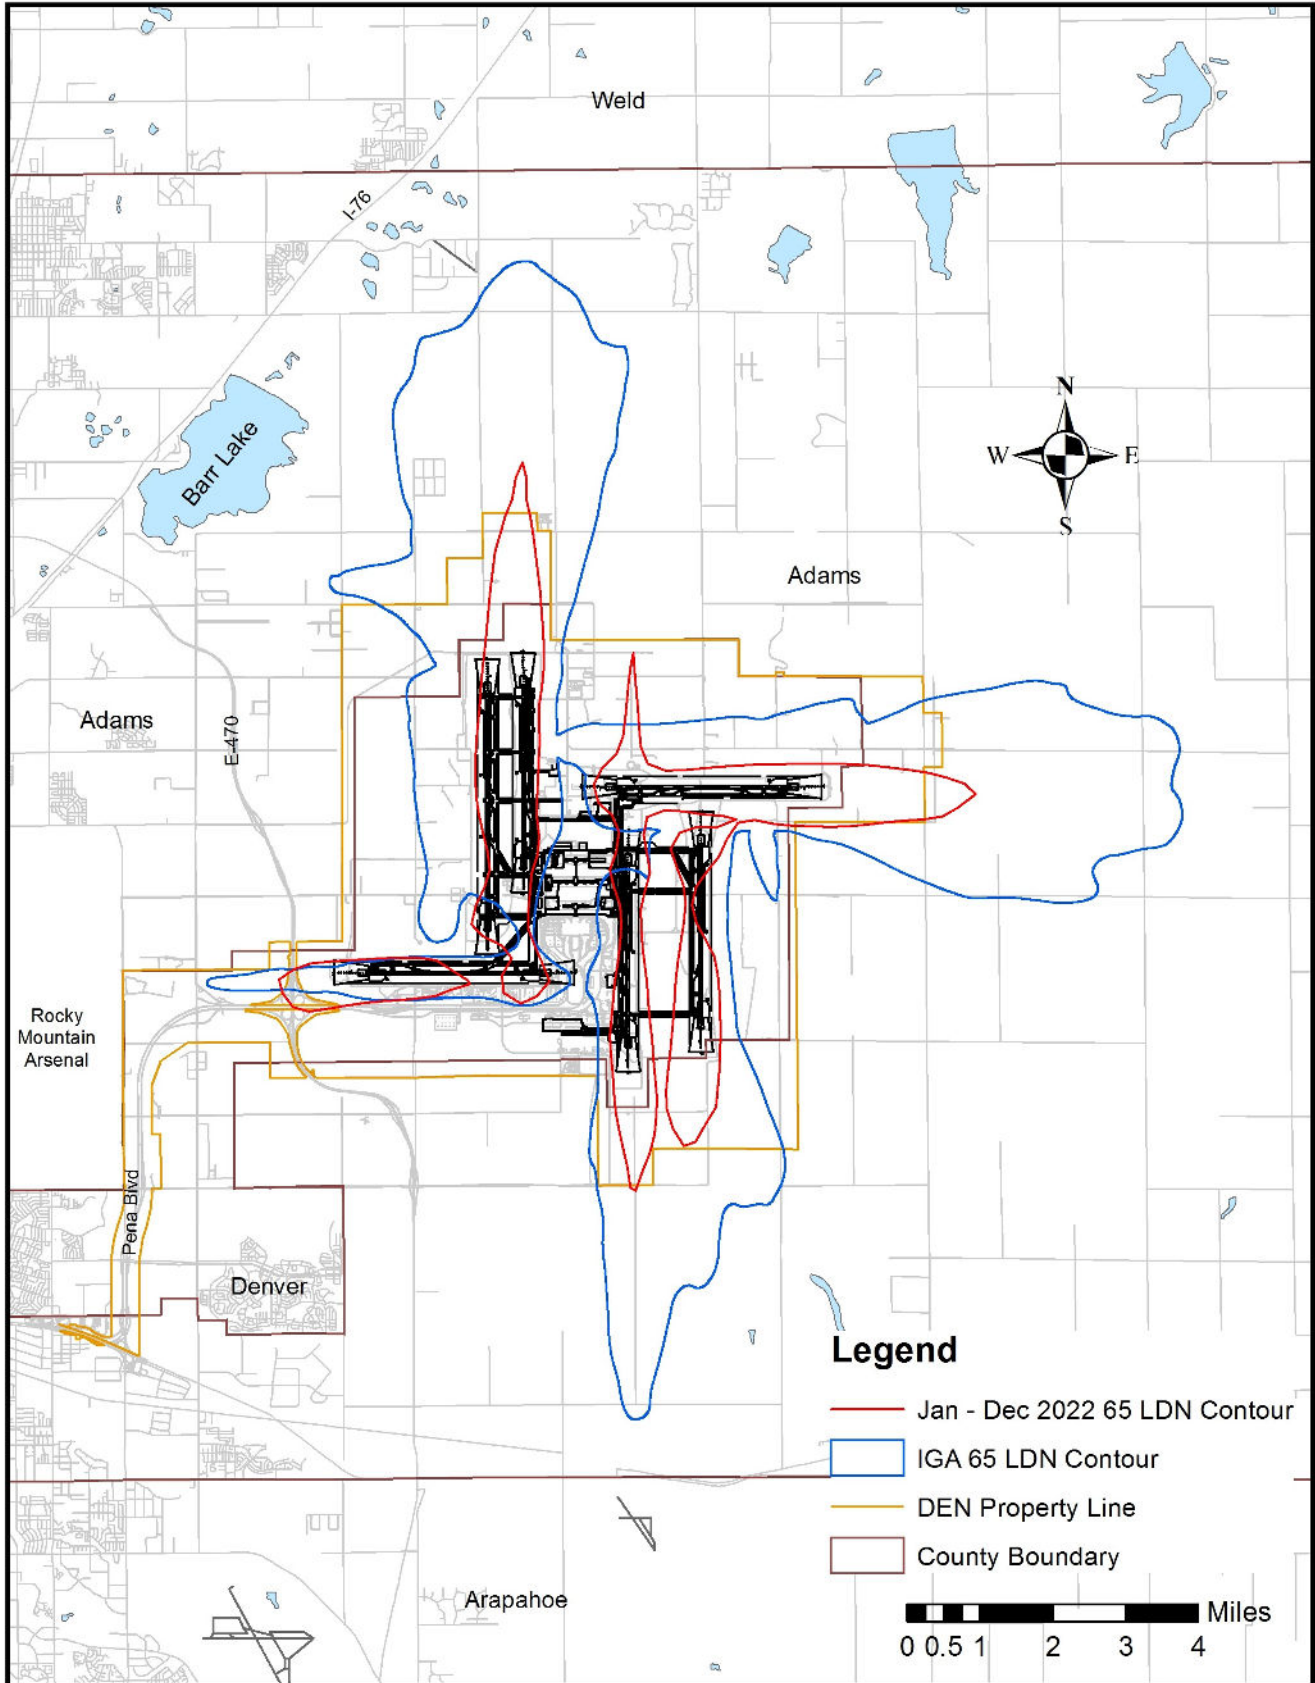 Weld
I-76
Barr Lake
N
W
E
S
Adams
Adams
E-470
Rocky
Mountain
Arsenal
Pena Blvd
Denver
Legend
Jan - Dec 2022 65 LDN Contour
IGA 65 LDN Contour
DEN Property Line
County Boundary
Arapahoe
Miles
0 0.5 1 2 3 4